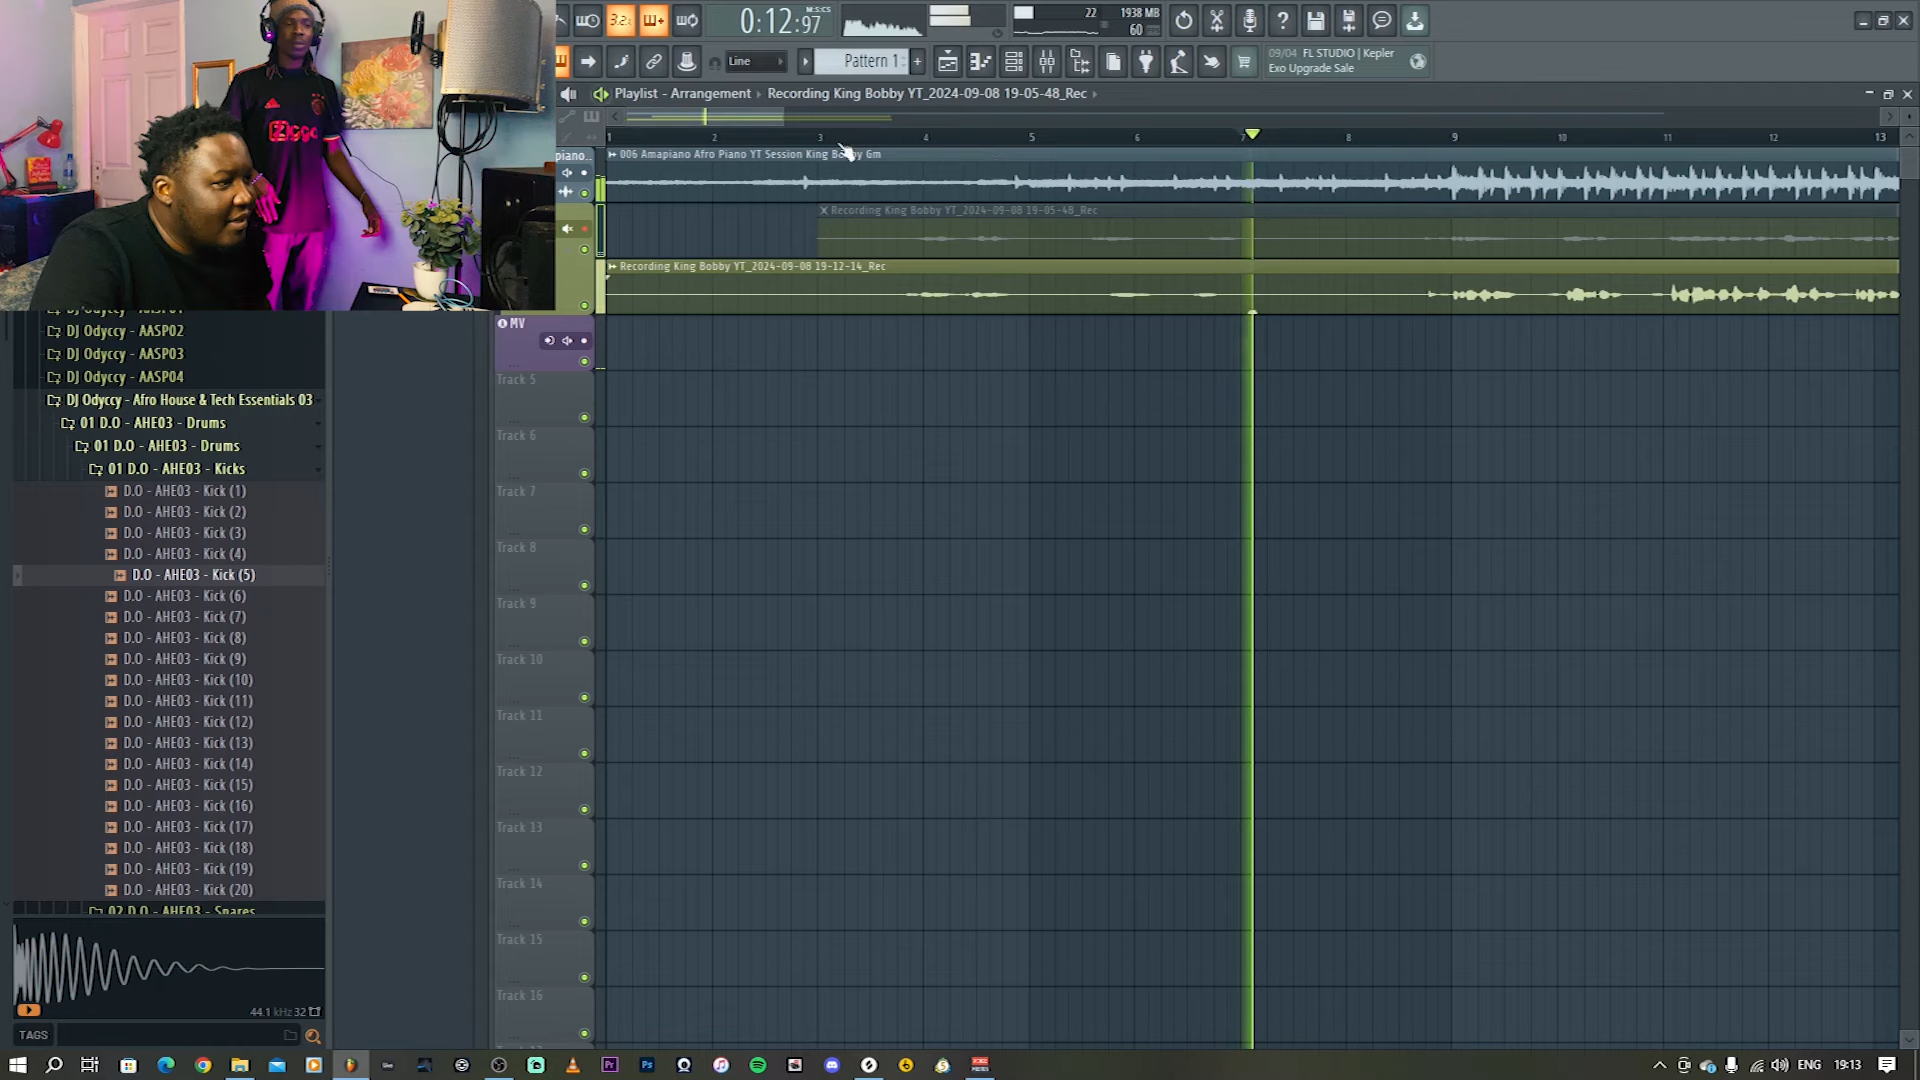 3.2x
0:12:97
M:S:CS
22
1938 MB
60
Line
Pattern 1
09/04 FL STUDIO | Kepler
Exo Upgrade Sale
Playlist - Arrangement
Recording King Bobby YT_2024-09-08 19-05-48_Rec
1 2 3 4 5 6 7 8 9 10 11 12 13
piano..
006 Amapiano Afro Piano YT Session King Bobby Gm
Recording King Bobby YT_2024-09-08 19-05-48_Rec
Recording King Bobby YT_2024-09-08 19-12-14_Rec
MV
Track 5
Track 6
Track 7
Track 8
Track 9
Track 10
Track 11
Track 12
Track 13
Track 14
Track 15
Track 16
Ziggo
DJ Odyccy - AASP02
DJ Odyccy - AASP03
DJ Odyccy - AASP04
DJ Odyccy - Afro House & Tech Essentials 03
01 D.O - AHE03 - Drums
01 D.O - AHE03 - Drums
01 D.O - AHE03 - Kicks
D.O - AHE03 - Kick (1)
D.O - AHE03 - Kick (2)
D.O - AHE03 - Kick (3)
D.O - AHE03 - Kick (4)
D.O - AHE03 - Kick (5)
D.O - AHE03 - Kick (6)
D.O - AHE03 - Kick (7)
D.O - AHE03 - Kick (8)
D.O - AHE03 - Kick (9)
D.O - AHE03 - Kick (10)
D.O - AHE03 - Kick (11)
D.O - AHE03 - Kick (12)
D.O - AHE03 - Kick (13)
D.O - AHE03 - Kick (14)
D.O - AHE03 - Kick (15)
D.O - AHE03 - Kick (16)
D.O - AHE03 - Kick (17)
D.O - AHE03 - Kick (18)
D.O - AHE03 - Kick (19)
D.O - AHE03 - Kick (20)
02 D.O - AHE03 - Snares
44.1 kHz 32
TAGS
Pr
Ps
ENG
19:13